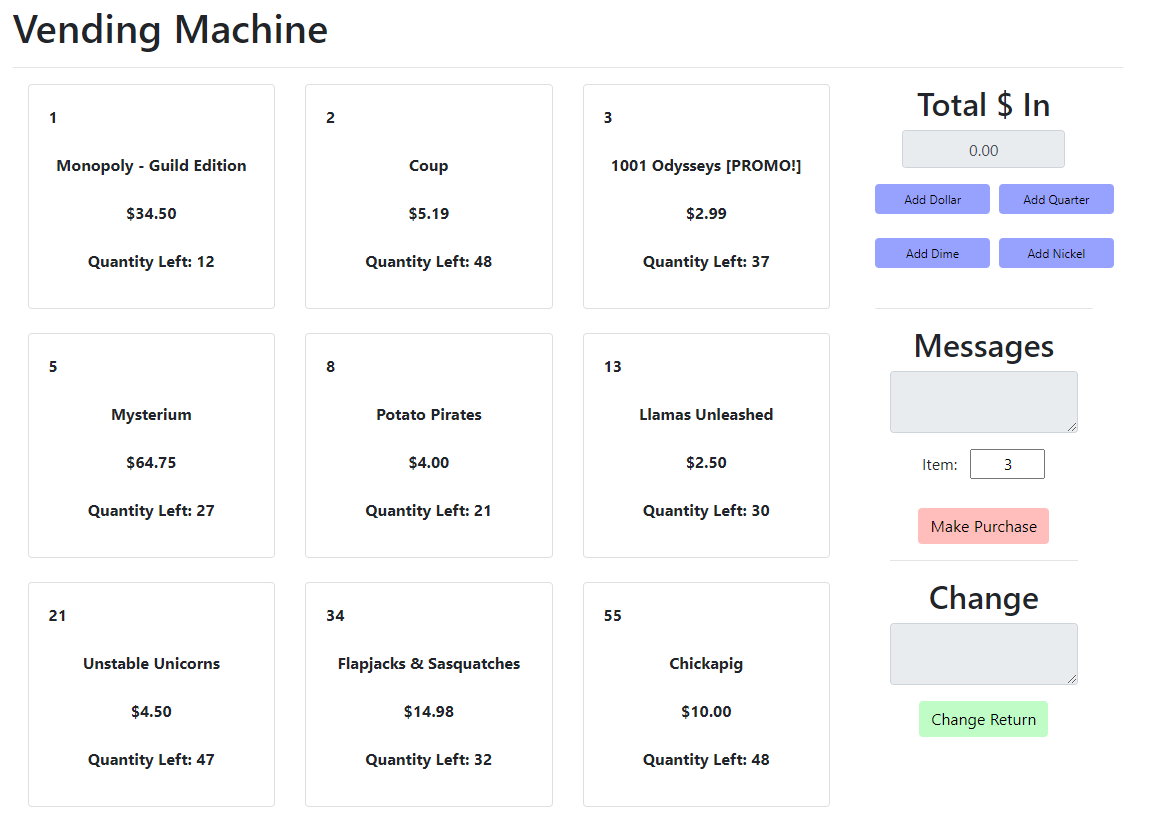 Vending Machine
1
Monopoly - Guild Edition
$34.50
Quantity Left: 12
2
Coup
$5.19
Quantity Left: 48
3
1001 Odysseys [PROMO!]
$2.99
Quantity Left: 37
5
Mysterium
$64.75
Quantity Left: 27
8
Potato Pirates
$4.00
Quantity Left: 21
13
Llamas Unleashed
$2.50
Quantity Left: 30
21
Unstable Unicorns
$4.50
Quantity Left: 47
34
Flapjacks & Sasquatches
$14.98
Quantity Left: 32
55
Chickapig
$10.00
Quantity Left: 48
Total $ In
0.00
Add Dollar
Add Quarter
Add Dime
Add Nickel
Messages
Item: 3
Make Purchase
Change
Change Return